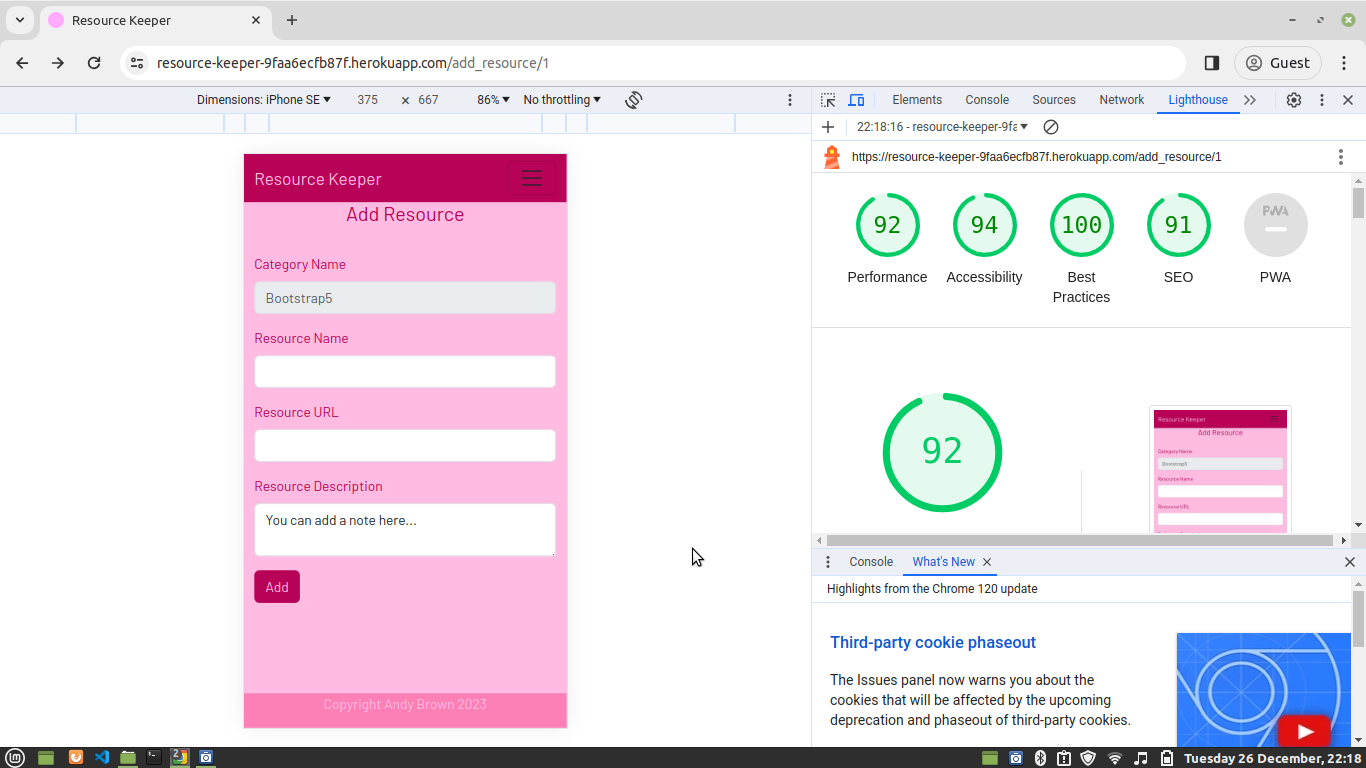 Resource Keeper
resource-keeper-9faa6ecfb87f.herokuapp.com/add_resource/1
Guest
Dimensions: iPhone SE 375 × 667 86% No throttling
Elements Console Sources Network Lighthouse
22:18:16 - resource-keeper-9fa
https://resource-keeper-9faa6ecfb87f.herokuapp.com/add_resource/1
Resource Keeper
Add Resource
Category Name
Bootstrap5
Resource Name
Resource URL
Resource Description
You can add a note here...
Add
Copyright Andy Brown 2023
92 94 100 91 PWA
Performance Accessibility Best Practices SEO PWA
92
Resource Keeper
Add Resource
Category Name
Bootstrap5
Resource Name
Resource URL
Console What's New
Highlights from the Chrome 120 update
Third-party cookie phaseout
The Issues panel now warns you about the
cookies that will be affected by the upcoming
deprecation and phaseout of third-party cookies.
2
Tuesday 26 December, 22:18